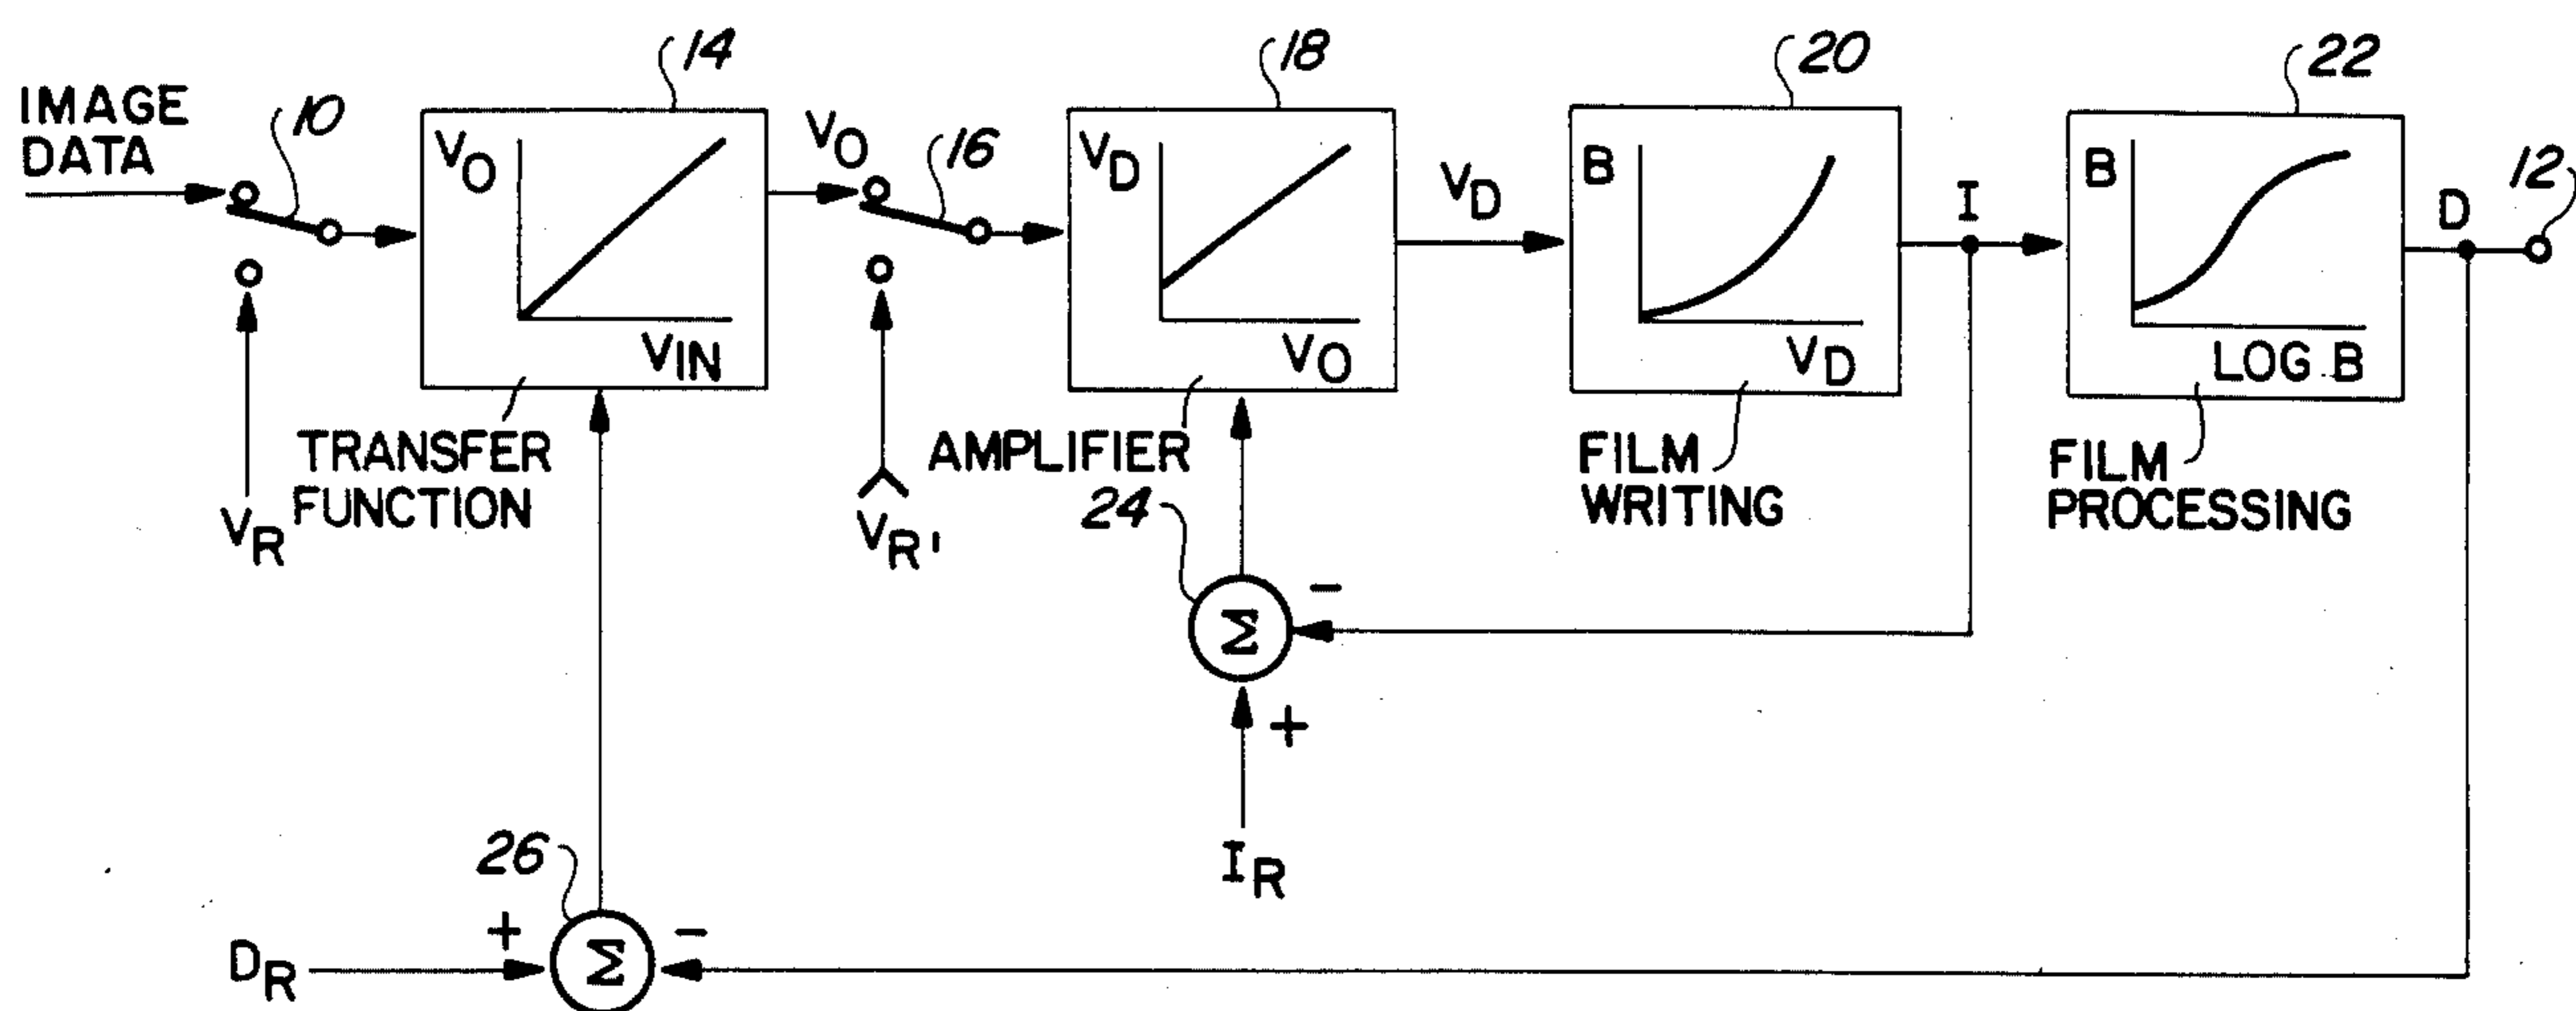 IMAGE
DATA
10
14
VO
VIN
TRANSFER
FUNCTION
VR
VO
16
VR'
18
VD
VO
AMPLIFIER
VD
20
B
VD
FILM
WRITING
I
22
B
LOG B
FILM
PROCESSING
D
12
24
Σ
-
+
IR
26
Σ
+
-
DR